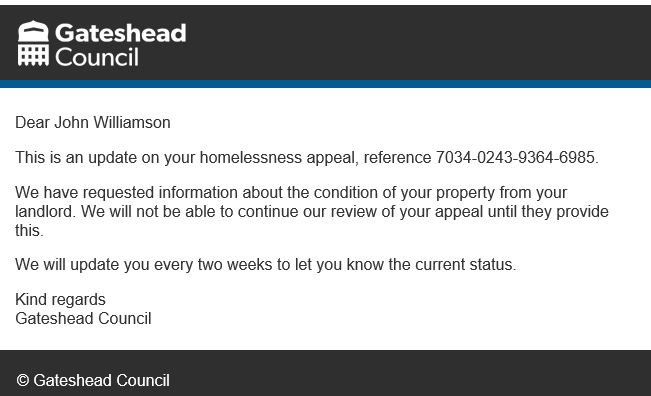 Gateshead
Council
Dear John Williamson
This is an update on your homelessness appeal, reference 7034-0243-9364-6985.
We have requested information about the condition of your property from your
landlord. We will not be able to continue our review of your appeal until they provide
this.
We will update you every two weeks to let you know the current status.
Kind regards
Gateshead Council
© Gateshead Council